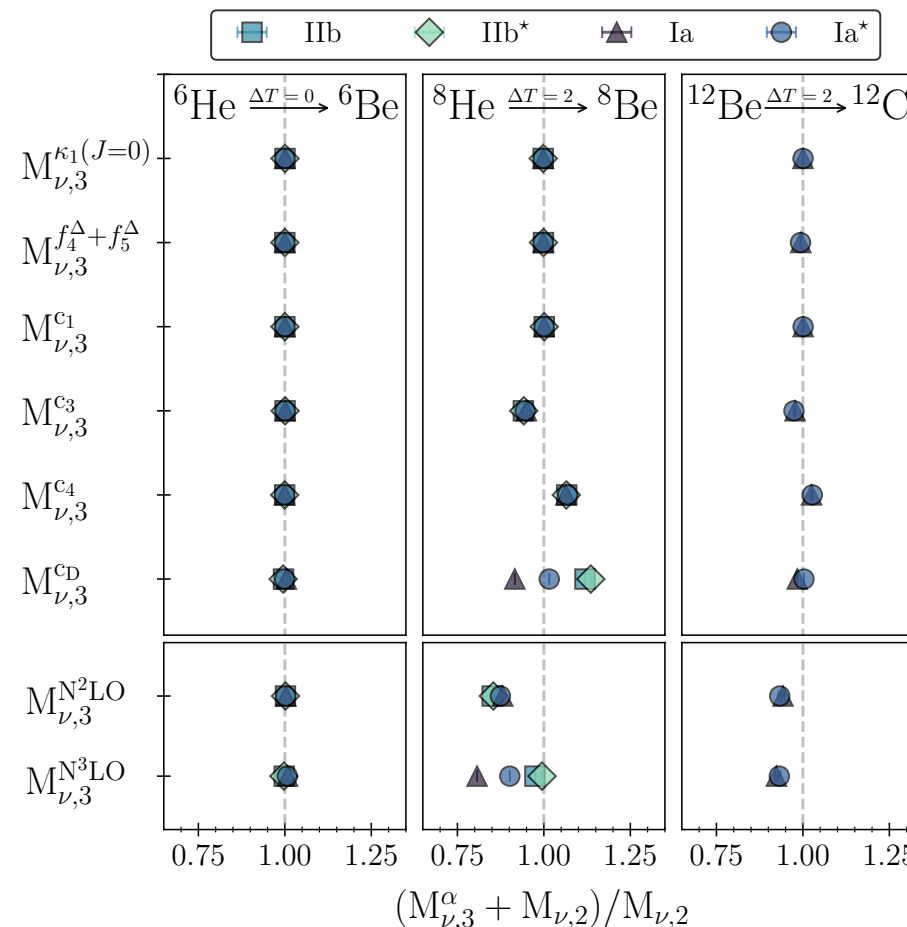 IIb IIb⋆ Ia Ia⋆
⁶He ΔT = 0 ⁶Be
⁸He ΔT = 2 ⁸Be
¹²Be ΔT = 2 ¹²C
M_{ν,3}^{κ₁(J=0)}
M_{ν,3}^{f₄^Δ+f₅^Δ}
M_{ν,3}^{c₁}
M_{ν,3}^{c₃}
M_{ν,3}^{c₄}
M_{ν,3}^{c_D}
M_{ν,3}^{N²LO}
M_{ν,3}^{N³LO}
0.75 1.00 1.25 0.75 1.00 1.25 0.75 1.00 1.25
(M_{ν,3}^{α} + M_{ν,2})/M_{ν,2}